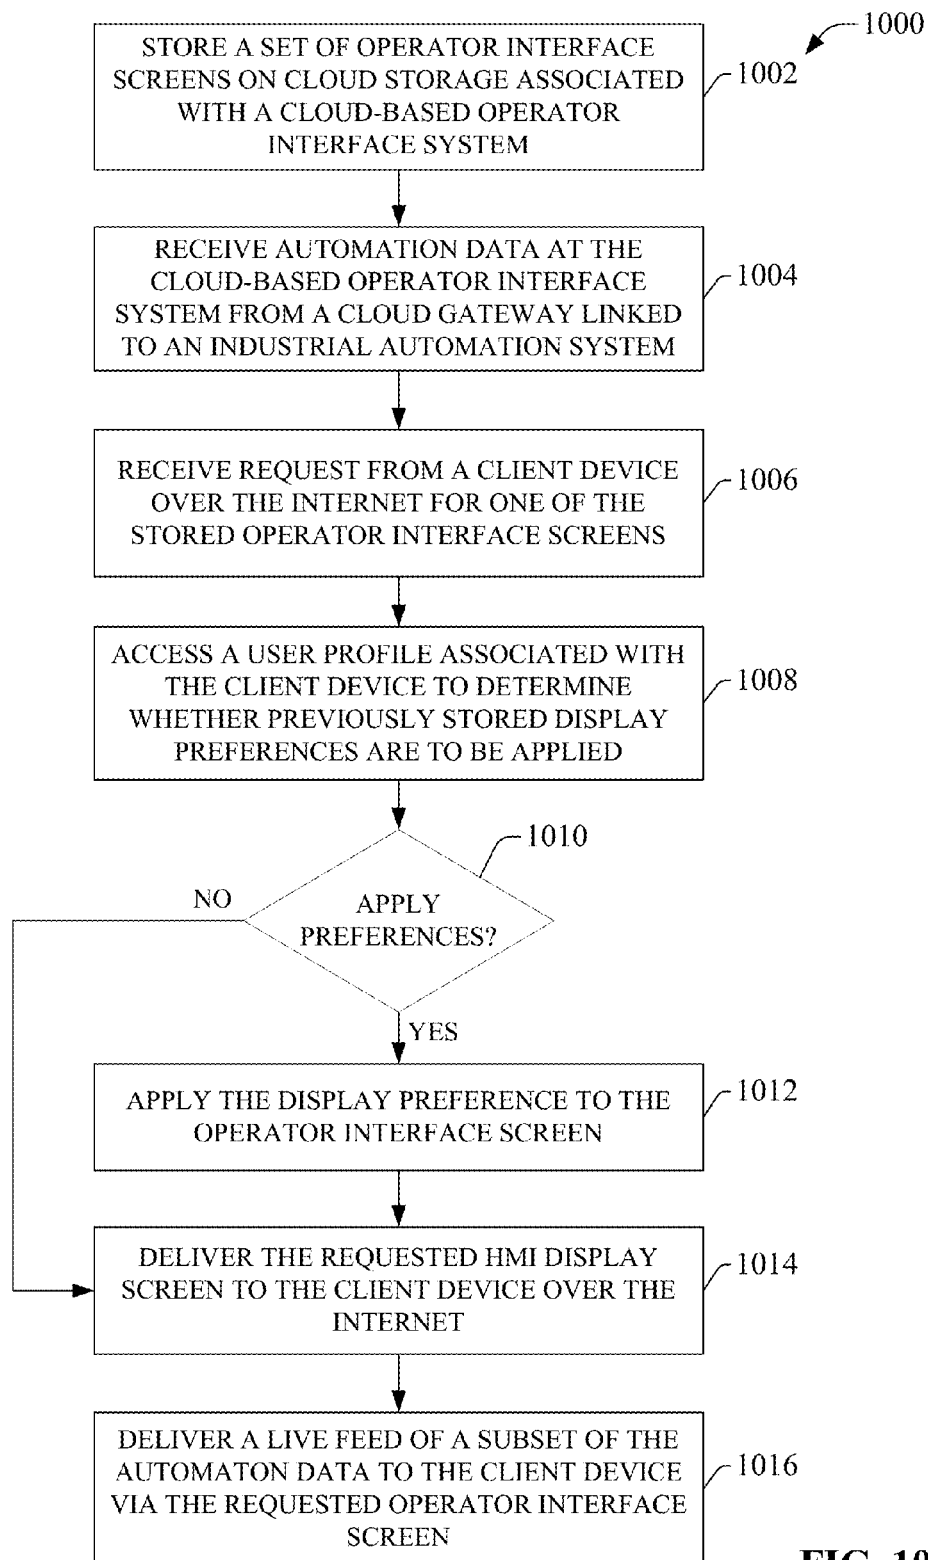 1000
STORE A SET OF OPERATOR INTERFACE
SCREENS ON CLOUD STORAGE ASSOCIATED
WITH A CLOUD-BASED OPERATOR
INTERFACE SYSTEM
1002
RECEIVE AUTOMATION DATA AT THE
CLOUD-BASED OPERATOR INTERFACE
SYSTEM FROM A CLOUD GATEWAY LINKED
TO AN INDUSTRIAL AUTOMATION SYSTEM
1004
RECEIVE REQUEST FROM A CLIENT DEVICE
OVER THE INTERNET FOR ONE OF THE
STORED OPERATOR INTERFACE SCREENS
1006
ACCESS A USER PROFILE ASSOCIATED WITH
THE CLIENT DEVICE TO DETERMINE
WHETHER PREVIOUSLY STORED DISPLAY
PREFERENCES ARE TO BE APPLIED
1008
1010
NO
APPLY
PREFERENCES?
YES
APPLY THE DISPLAY PREFERENCE TO THE
OPERATOR INTERFACE SCREEN
1012
DELIVER THE REQUESTED HMI DISPLAY
SCREEN TO THE CLIENT DEVICE OVER THE
INTERNET
1014
DELIVER A LIVE FEED OF A SUBSET OF THE
AUTOMATON DATA TO THE CLIENT DEVICE
VIA THE REQUESTED OPERATOR INTERFACE
SCREEN
1016
FIG. 10